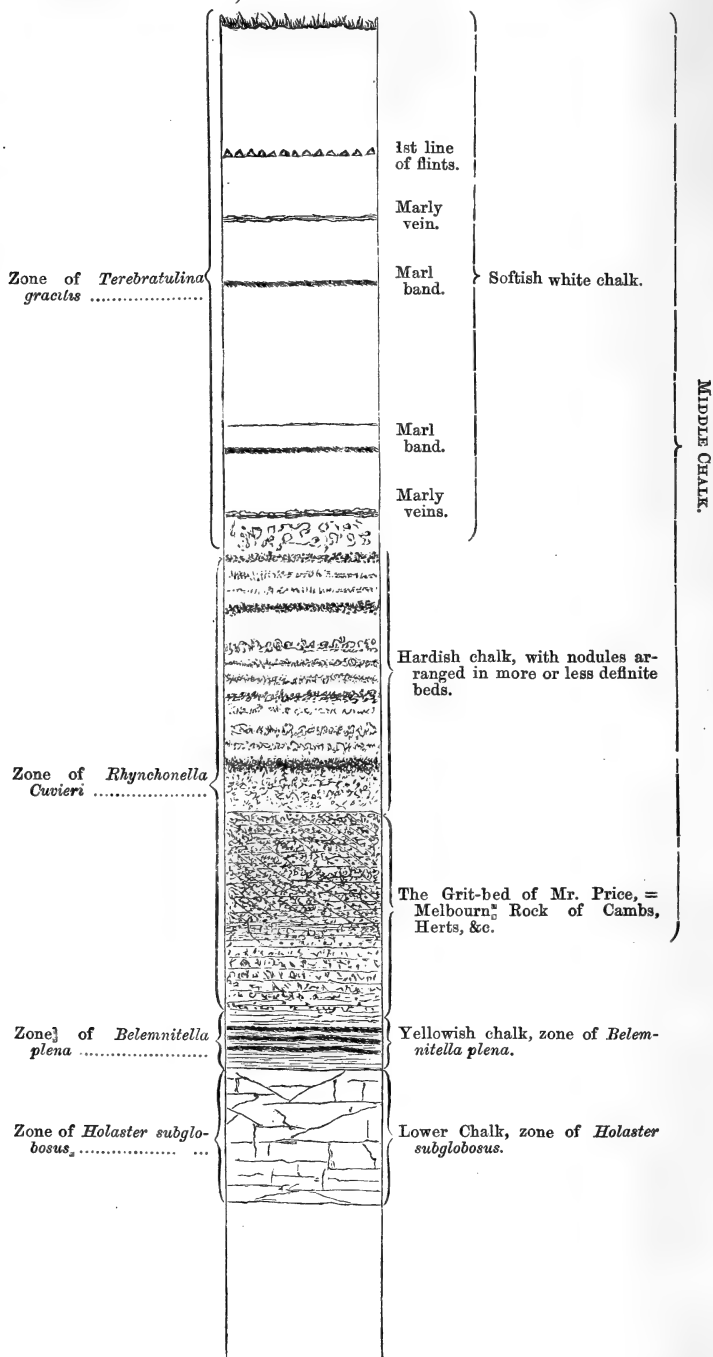 1st line
of flints.
Marly
vein.
Zone of Terebratulina
gracilis ....................
Marl
band.
Softish white chalk.
MIDDLE CHALK.
Marl
band.
Marly
veins.
Hardish chalk, with nodules ar-
ranged in more or less definite
beds.
Zone of Rhynchonella
Cuvieri ....................
The Grit-bed of Mr. Price, =
Melbourn Rock of Cambs,
Herts, &c.
Zone of Belemnitella
plena ....................
Yellowish chalk, zone of Belem-
nitella plena.
Zone of Holaster subglo-
bosus ....................
Lower Chalk, zone of Holaster
subglobosus.